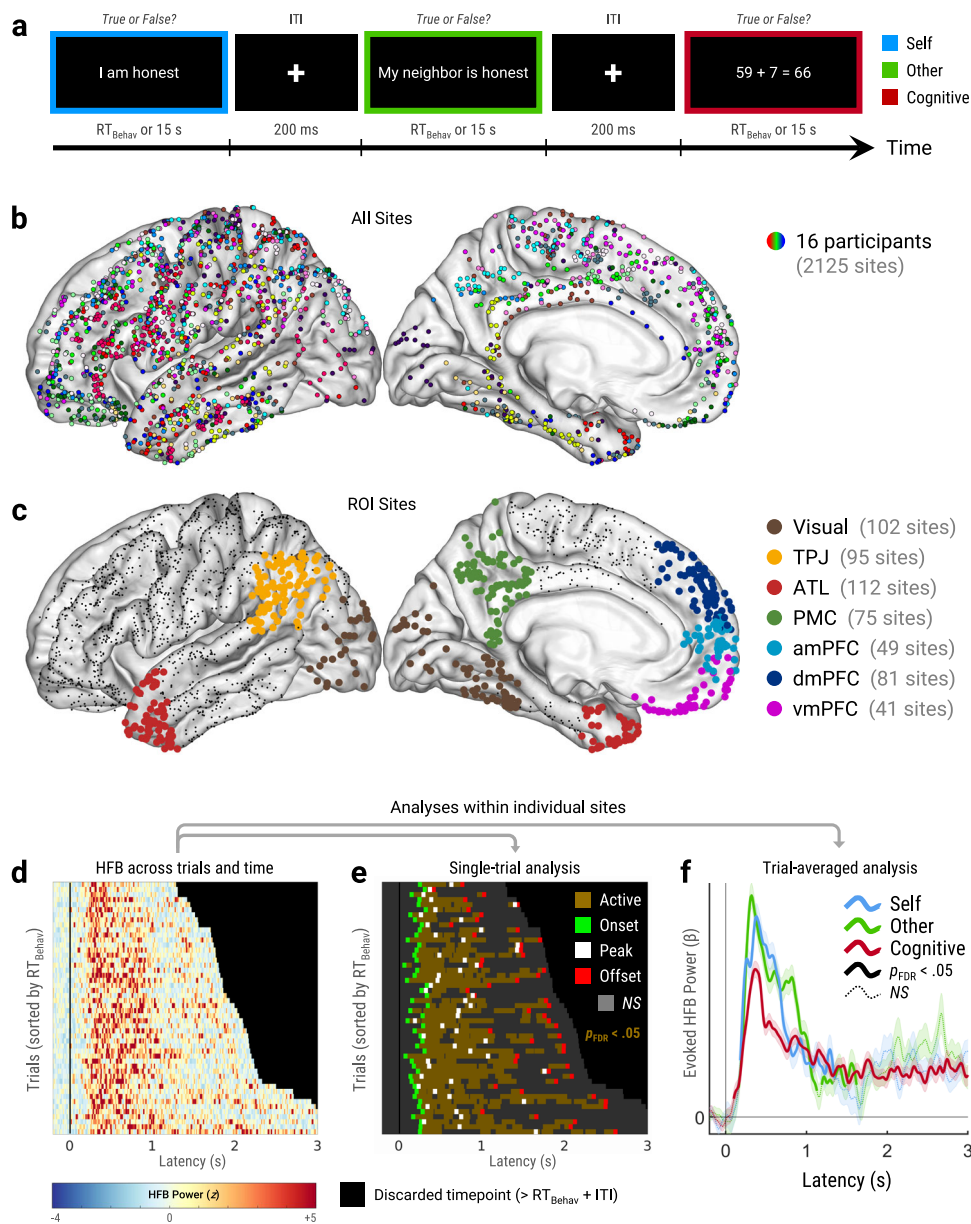 a
True or False?
ITI
True or False?
ITI
True or False?
I am honest
+
My neighbor is honest
+
59 + 7 = 66
Self
Other
Cognitive
RTBehav or 15 s
200 ms
RTBehav or 15 s
200 ms
RTBehav or 15 s
Time
b
All Sites
16 participants
(2125 sites)
c
ROI Sites
Visual (102 sites)
TPJ (95 sites)
ATL (112 sites)
PMC (75 sites)
amPFC (49 sites)
dmPFC (81 sites)
vmPFC (41 sites)
Analyses within individual sites
d
HFB across trials and time
Trials (sorted by RTBehav)
0
1
2
3
Latency (s)
HFB Power (z)
-4
0
+5
e
Single-trial analysis
Active
Onset
Peak
Offset
NS
pFDR < .05
Trials (sorted by RTBehav)
0
1
2
3
Latency (s)
Discarded timepoint (> RTBehav + ITI)
f
Trial-averaged analysis
Self
Other
Cognitive
pFDR < .05
NS
Evoked HFB Power (β)
0
0
1
2
3
Latency (s)